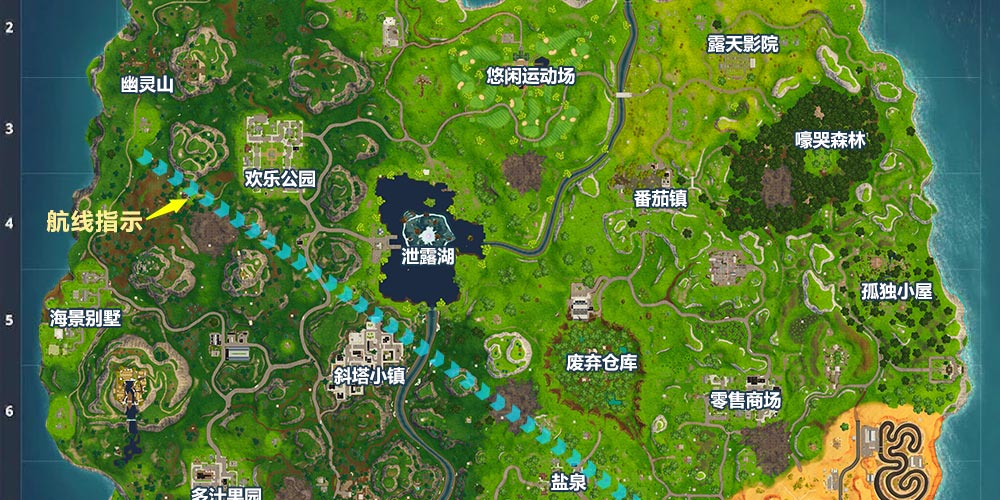 2
露天影院
悠闲运动场
幽灵山
3
嚎哭森林
欢乐公园
番茄镇
4
航线指示
泄露湖
孤独小屋
5
海景别墅
废弃仓库
斜塔小镇
零售商场
6
盐泉
多汁果园